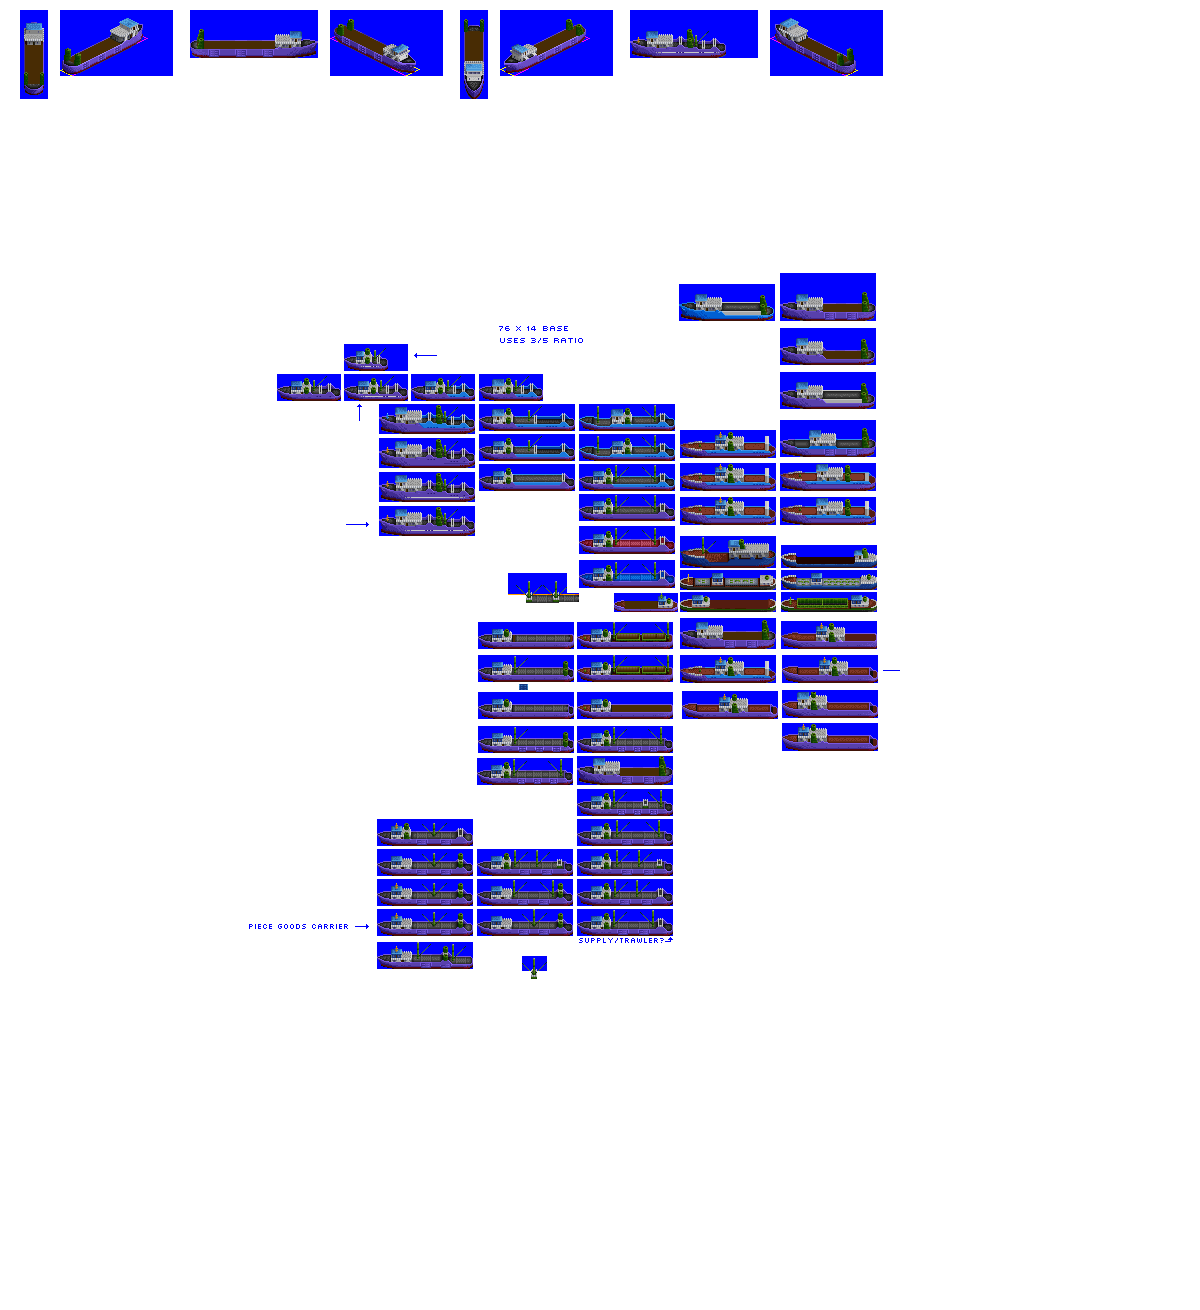 76 X 14 BASE
USES 3/5 RATIO
PIECE GOODS CARRIER
SUPPLY/TRAWLER?